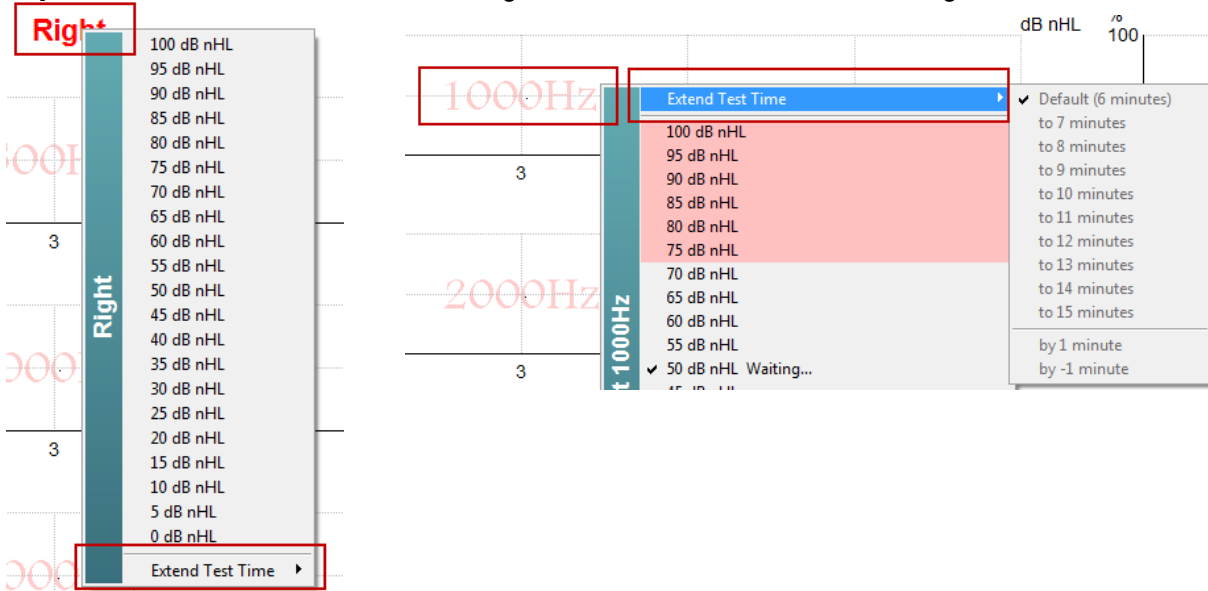 Right
100 dB nHL
95 dB nHL
90 dB nHL
85 dB nHL
80 dB nHL
75 dB nHL
70 dB nHL
65 dB nHL
60 dB nHL
55 dB nHL
50 dB nHL
45 dB nHL
40 dB nHL
35 dB nHL
30 dB nHL
25 dB nHL
20 dB nHL
15 dB nHL
10 dB nHL
5 dB nHL
0 dB nHL
Extend Test Time
Right
3
3
dB nHL
%
100
1000Hz
3
2000Hz
3
1000Hz
Extend Test Time
100 dB nHL
95 dB nHL
90 dB nHL
85 dB nHL
80 dB nHL
75 dB nHL
70 dB nHL
65 dB nHL
60 dB nHL
55 dB nHL
50 dB nHL Waiting...
Default (6 minutes)
to 7 minutes
to 8 minutes
to 9 minutes
to 10 minutes
to 11 minutes
to 12 minutes
to 13 minutes
to 14 minutes
to 15 minutes
by 1 minute
by -1 minute